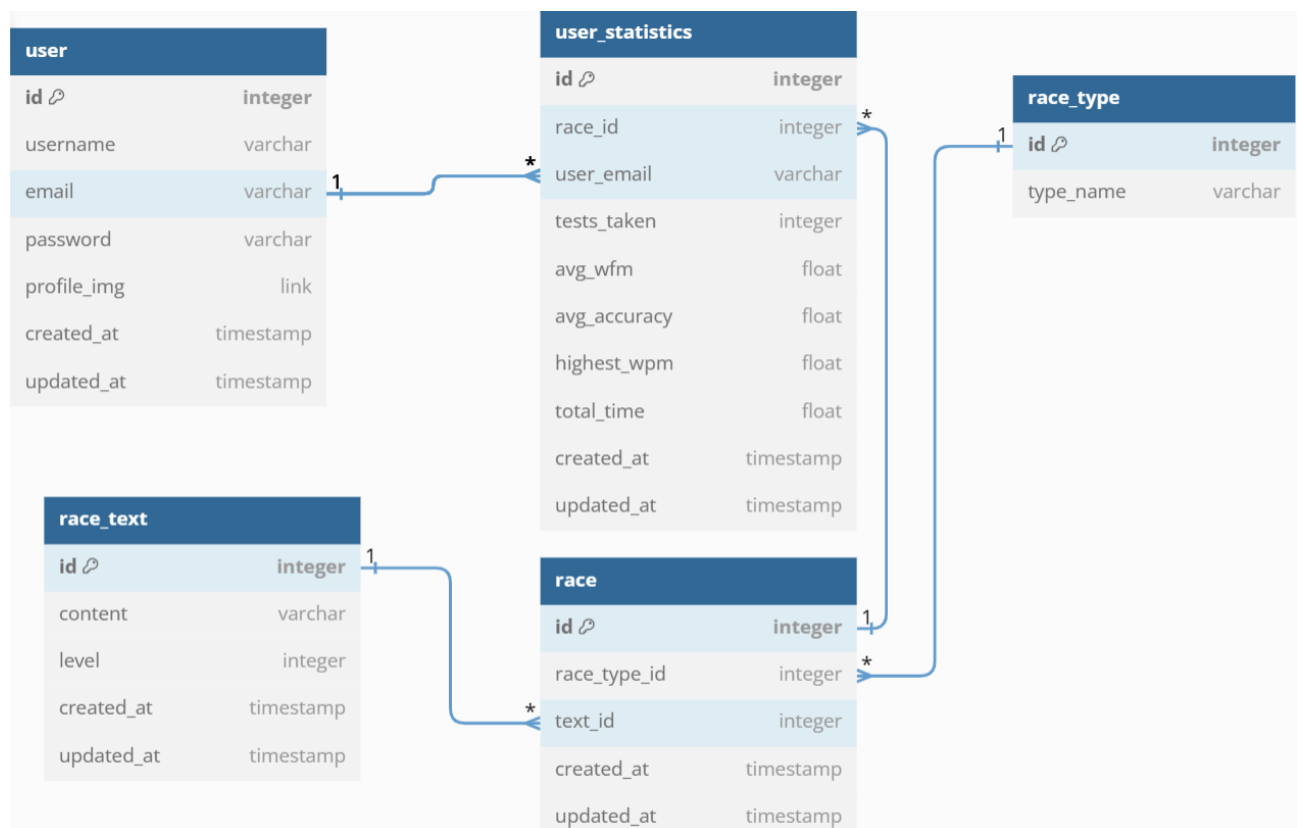 user
id integer
username varchar
email varchar
password varchar
profile_img link
created_at timestamp
updated_at timestamp
1
*
user_statistics
id integer
race_id integer
user_email varchar
tests_taken integer
avg_wfm float
avg_accuracy float
highest_wpm float
total_time float
created_at timestamp
updated_at timestamp
*
1
race_type
id integer
type_name varchar
race_text
id integer
content varchar
level integer
created_at timestamp
updated_at timestamp
1
*
race
id integer
race_type_id integer
text_id integer
created_at timestamp
updated_at timestamp
1
*